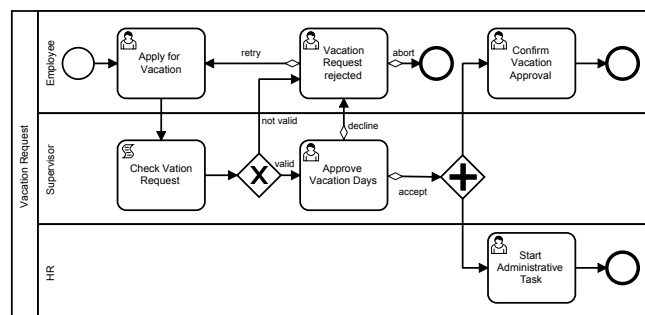 Vacation Request
Employee
Apply for
Vacation
retry
Vacation
Request
rejected
abort
Confirm
Vacation
Approval
not valid
decline
Supervisor
Check Vation
Request
X
valid
Approve
Vacation Days
accept
HR
Start
Administrative
Task